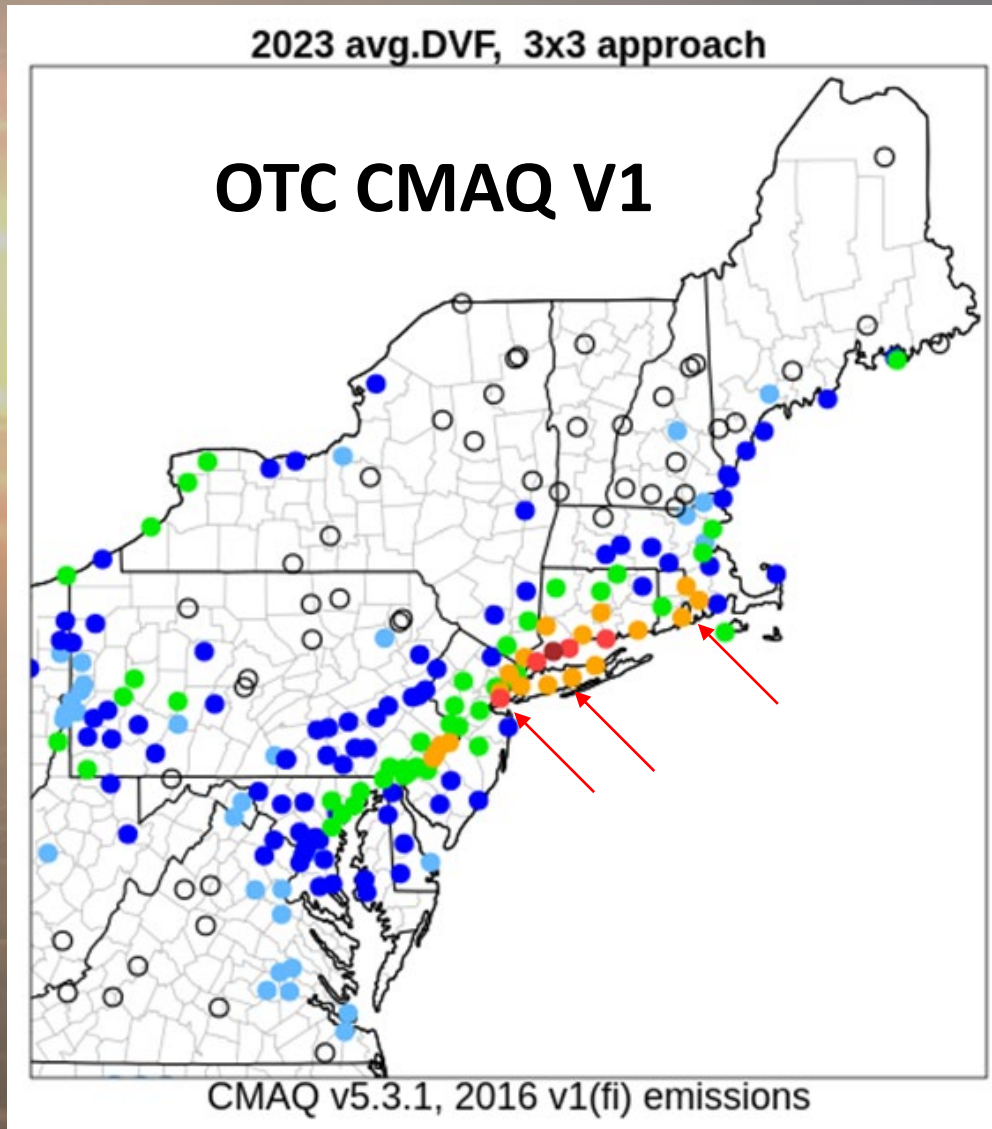 2023 avg.DVF, 3x3 approach
OTC CMAQ V1
CMAQ v5.3.1, 2016 v1(fi) emissions